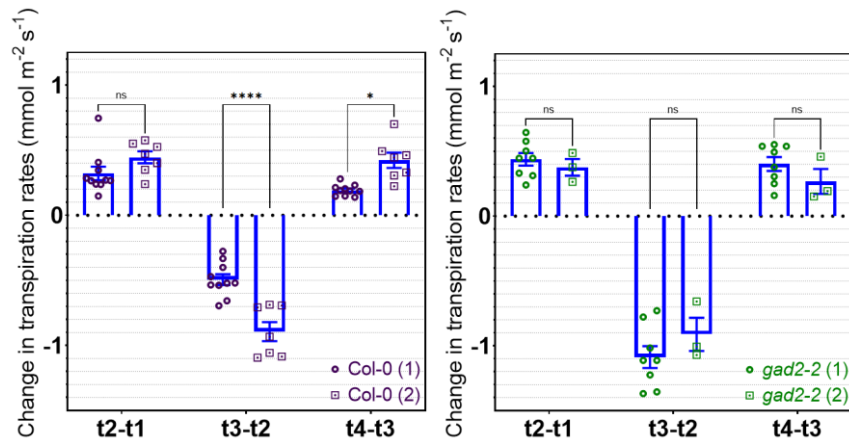 Change in transpiration rates (mmol m⁻² s⁻¹)
1
0
-1
ns
****
*
Col-0 (1)
Col-0 (2)
t2-t1
t3-t2
t4-t3
Change in transpiration rates (mmol m⁻² s⁻¹)
1
0
-1
ns
ns
ns
gad2-2 (1)
gad2-2 (2)
t2-t1
t3-t2
t4-t3